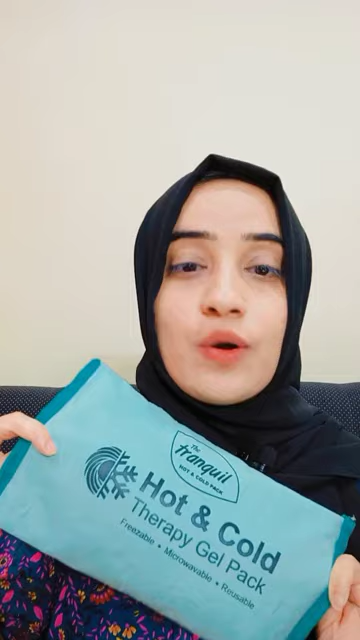 The
Tranquil
HOT & COLD PACK
Hot & Cold
Therapy Gel Pack
Freezable • Microwavable • Reusable